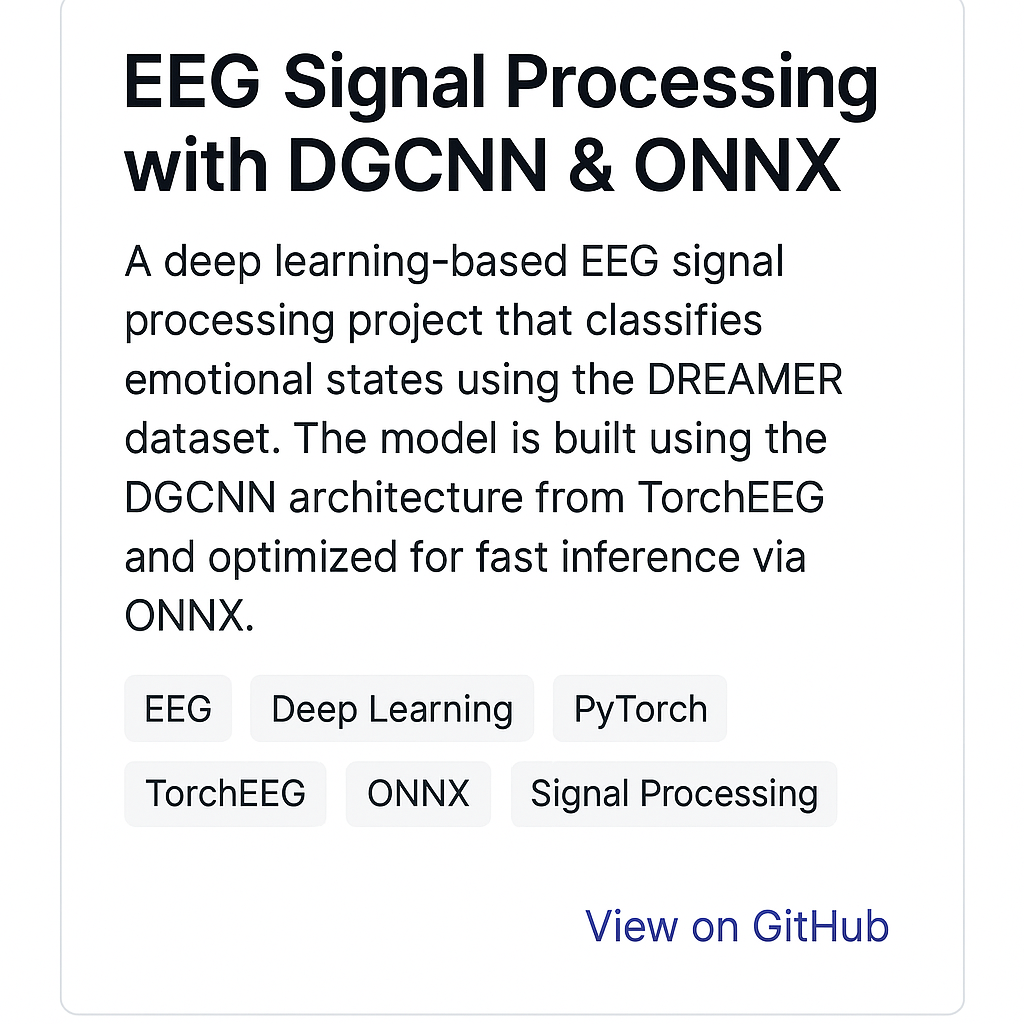 EEG Signal Processing
with DGCNN & ONNX
A deep learning-based EEG signal
processing project that classifies
emotional states using the DREAMER
dataset. The model is built using the
DGCNN architecture from TorchEEG
and optimized for fast inference via
ONNX.
EEG Deep Learning PyTorch
TorchEEG ONNX Signal Processing
View on GitHub